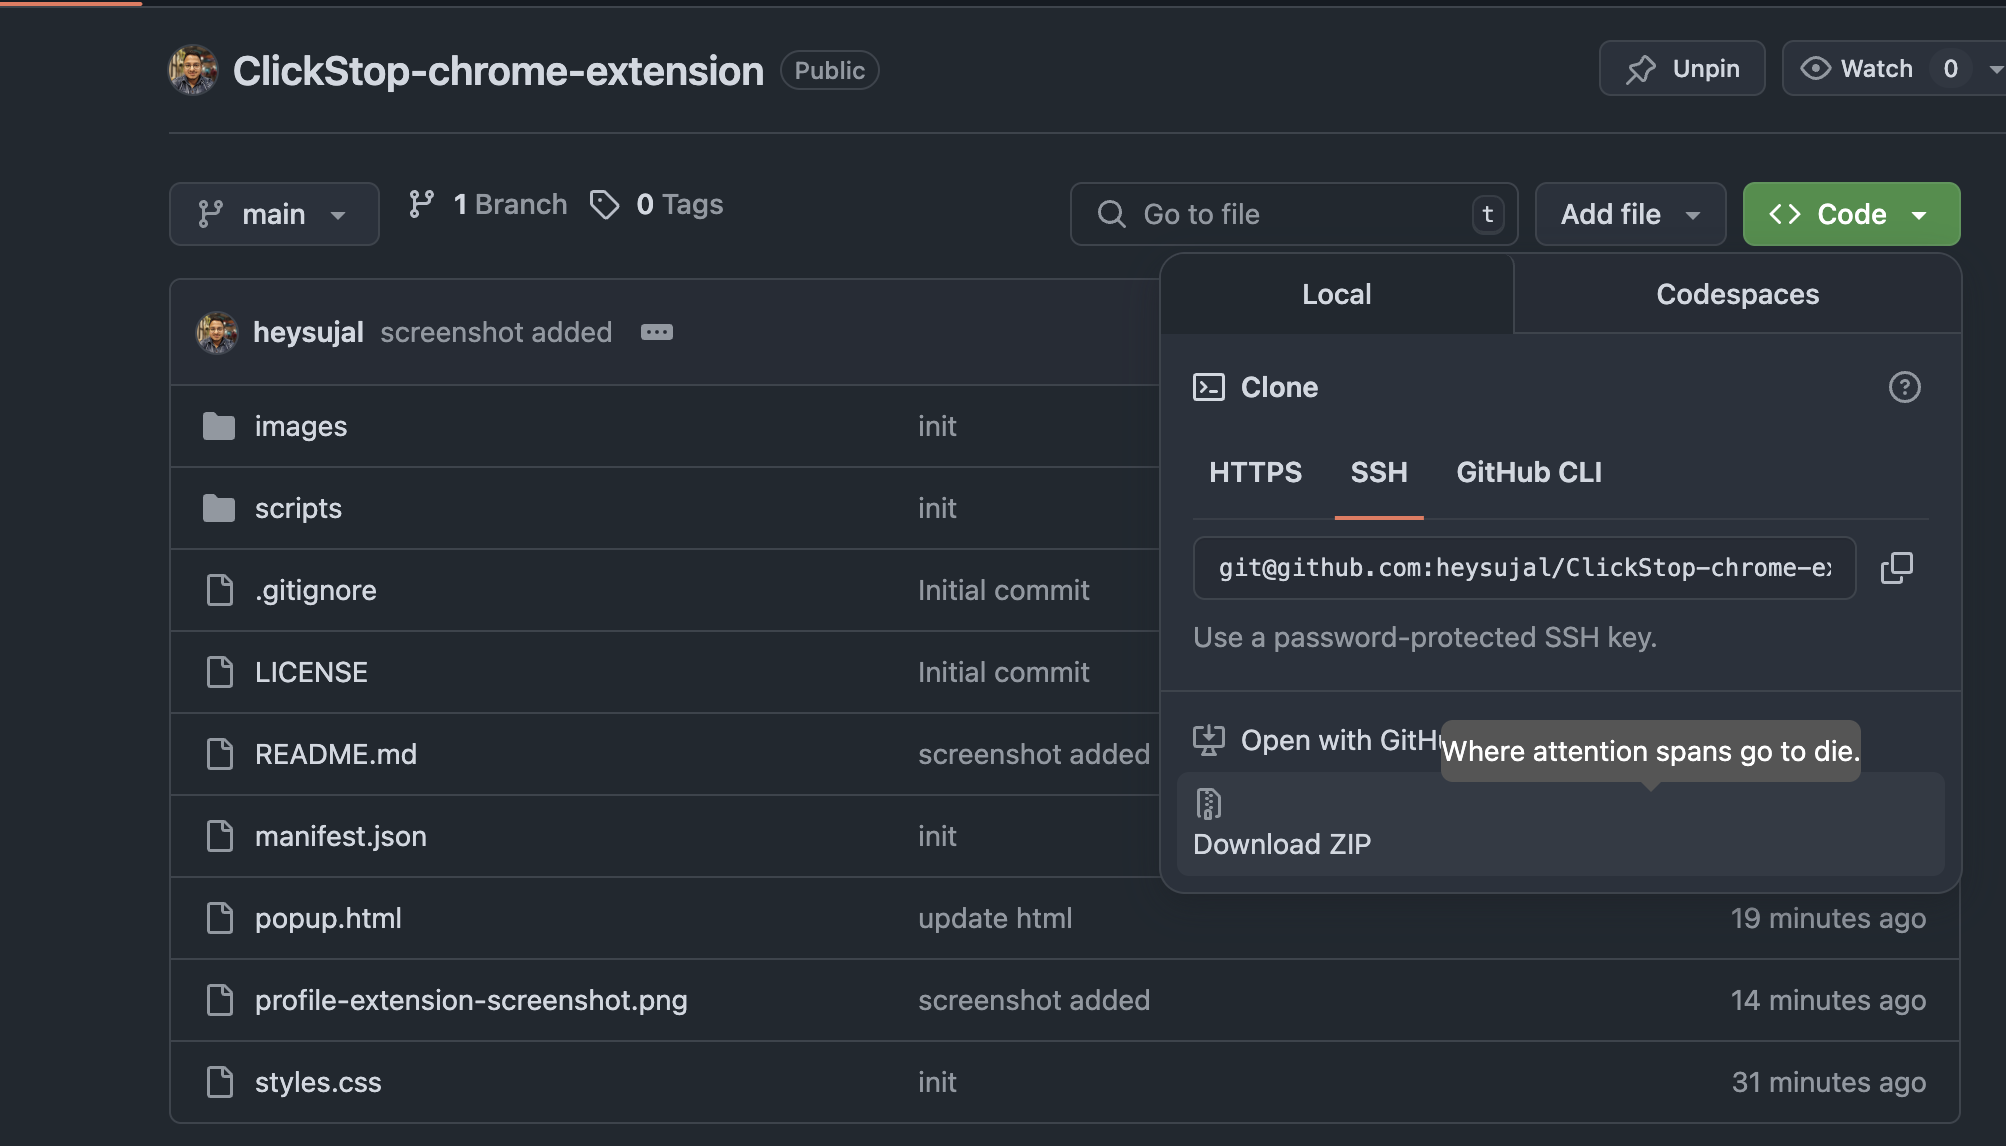 ClickStop-chrome-extension Public Unpin Watch 0
main 1 Branch 0 Tags Go to file t Add file Code
Local Codespaces
heysujal screenshot added
Clone
images init
HTTPS SSH GitHub CLI
scripts init
git@github.com:heysujal/ClickStop-chrome-ex
.gitignore Initial commit
Use a password-protected SSH key.
LICENSE Initial commit
README.md screenshot added
Open with GitHu
Where attention spans go to die.
manifest.json init
Download ZIP
popup.html update html 19 minutes ago
profile-extension-screenshot.png screenshot added 14 minutes ago
styles.css init 31 minutes ago